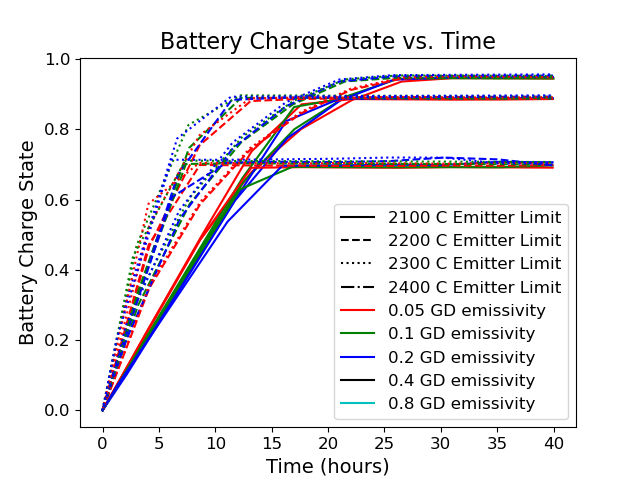 Battery Charge State vs. Time
Battery Charge State
1.0
0.8
0.6
0.4
0.2
0.0
2100 C Emitter Limit
2200 C Emitter Limit
2300 C Emitter Limit
2400 C Emitter Limit
0.05 GD emissivity
0.1 GD emissivity
0.2 GD emissivity
0.4 GD emissivity
0.8 GD emissivity
0 5 10 15 20 25 30 35 40
Time (hours)